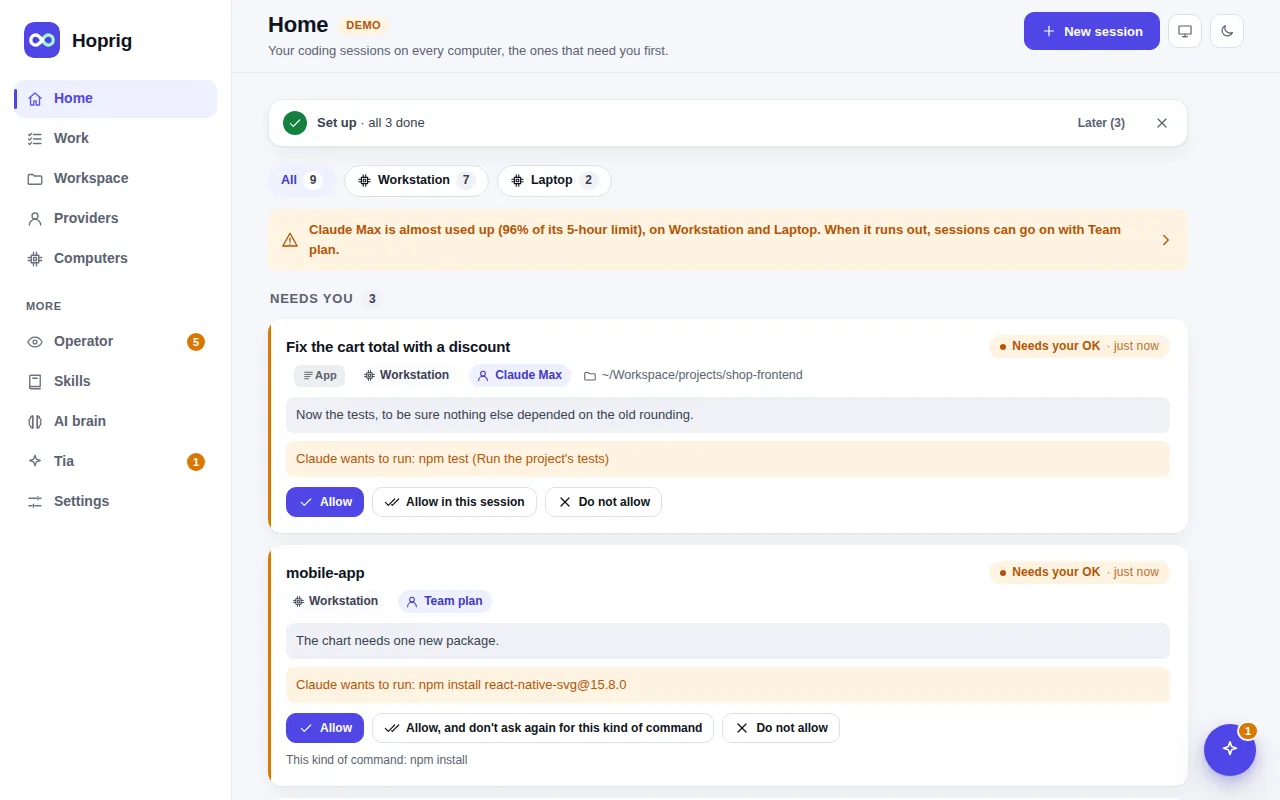 Hoprig
Home
Work
Workspace
Providers
Computers
MORE
Operator 5
Skills
AI brain
Tia 1
Settings
Home DEMO
Your coding sessions on every computer, the ones that need you first.
New session
Set up · all 3 done
Later (3)
All 9
Workstation 7
Laptop 2
Claude Max is almost used up (96% of its 5-hour limit), on Workstation and Laptop. When it runs out, sessions can go on with Team
plan.
NEEDS YOU 3
Fix the cart total with a discount
Needs your OK · just now
App Workstation Claude Max ~/Workspace/projects/shop-frontend
Now the tests, to be sure nothing else depended on the old rounding.
Claude wants to run: npm test (Run the project's tests)
Allow
Allow in this session
Do not allow
mobile-app
Needs your OK · just now
Workstation Team plan
The chart needs one new package.
Claude wants to run: npm install react-native-svg@15.8.0
Allow
Allow, and don't ask again for this kind of command
Do not allow
This kind of command: npm install
1